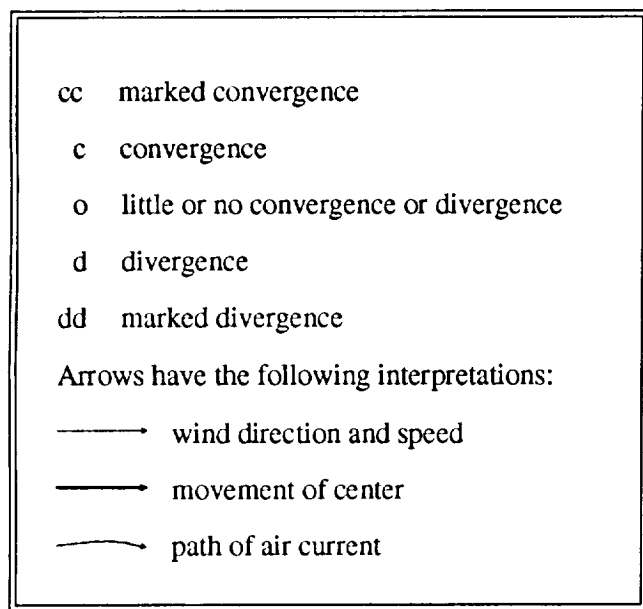 cc marked convergence
c convergence
o little or no convergence or divergence
d divergence
dd marked divergence
Arrows have the following interpretations:
wind direction and speed
movement of center
path of air current